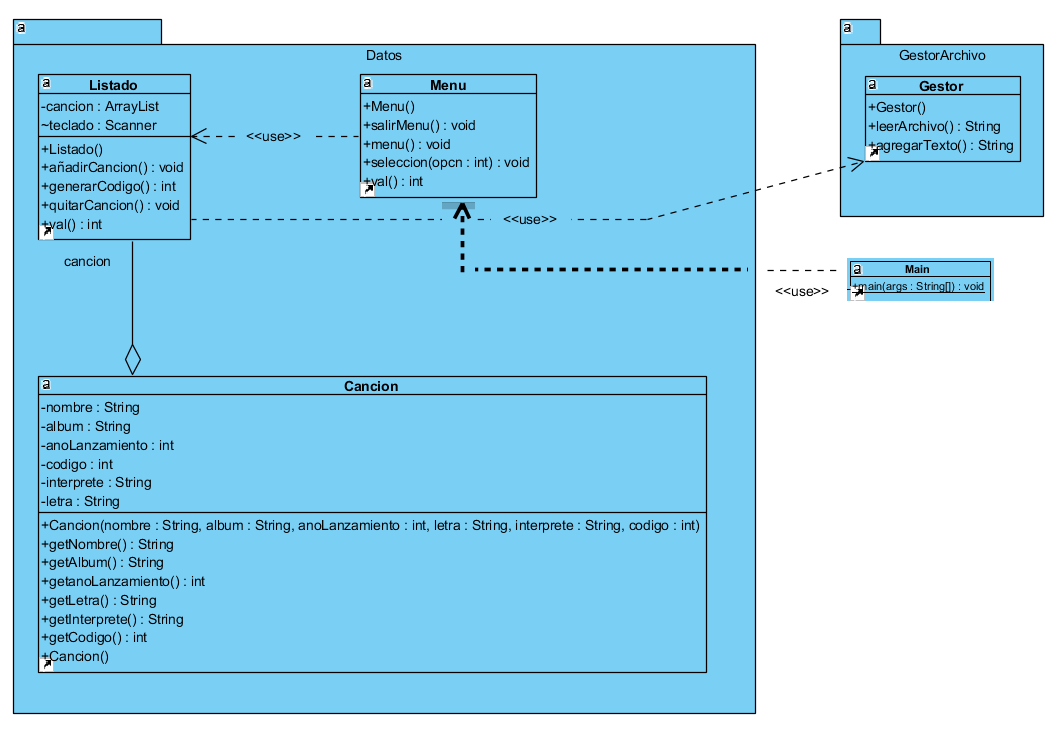 a
Datos
a
Listado
-cancion : ArrayList
~teclado : Scanner
+Listado()
+añadirCancion() : void
+generarCodigo() : int
+quitarCancion() : void
+val() : int
<<use>>
a
Menu
+Menu()
+salirMenu() : void
+menu() : void
+seleccion(opcn : int) : void
+val() : int
<<use>>
a
GestorArchivo
a
Gestor
+Gestor()
+leerArchivo() : String
+agregarTexto() : String
a
Main
+main(args : String[]) : void
<<use>>
cancion
a
Cancion
-nombre : String
-album : String
-anoLanzamiento : int
-codigo : int
-interprete : String
-letra : String
+Cancion(nombre : String, album : String, anoLanzamiento : int, letra : String, interprete : String, codigo : int)
+getNombre() : String
+getAlbum() : String
+getanoLanzamiento() : int
+getLetra() : String
+getInterprete() : String
+getCodigo() : int
+Cancion()